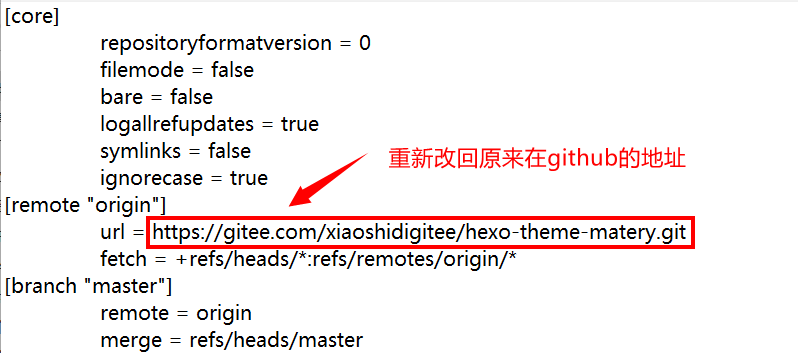 [core]
repositoryformatversion = 0
filemode = false
bare = false
logallrefupdates = true
symlinks = false
重新改回原来在github的地址
ignorecase = true
[remote "origin"]
url = https://gitee.com/xiaoshidigitee/hexo-theme-matery.git
fetch = +refs/heads/*:refs/remotes/origin/*
[branch "master"]
remote = origin
merge = refs/heads/master